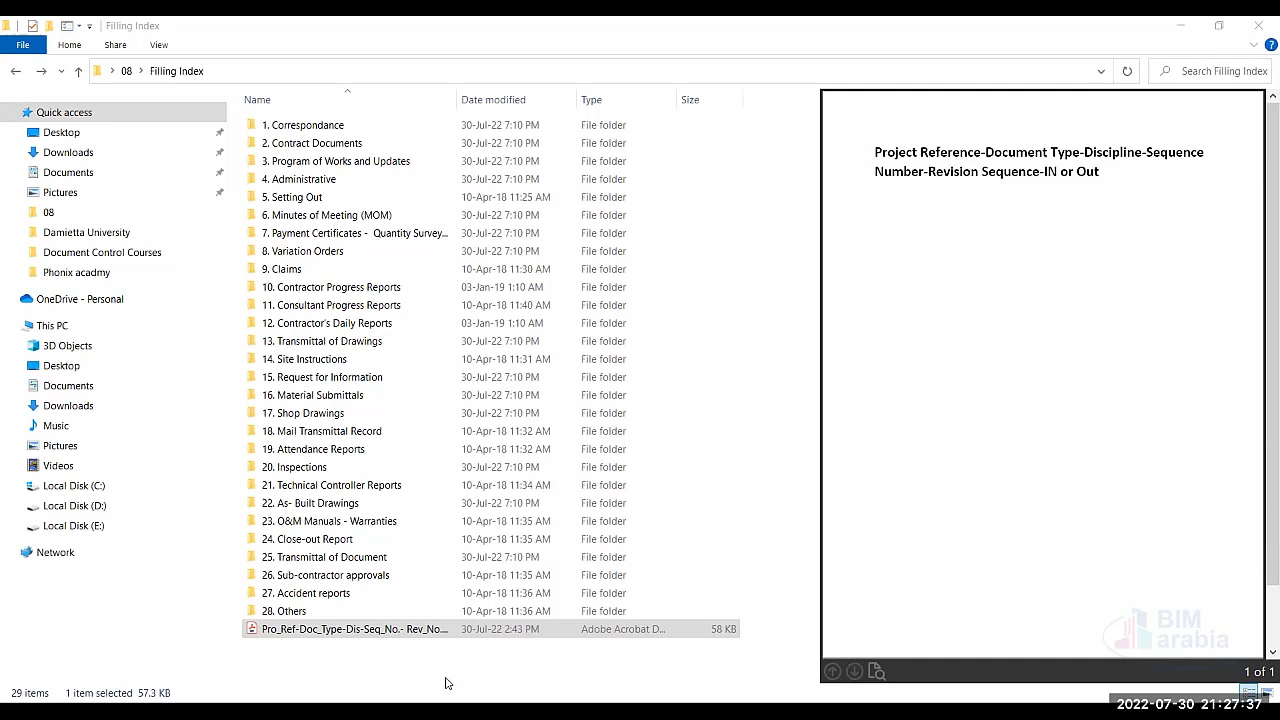 Filling Index
File Home Share View
08 Filling Index Search Filling Index
Name Date modified Type Size
Quick access
Desktop
Downloads
Documents
Pictures
08
Damietta University
Document Control Courses
Phonix acadmy
OneDrive - Personal
This PC
3D Objects
Desktop
Documents
Downloads
Music
Pictures
Videos
Local Disk (C:)
Local Disk (D:)
Local Disk (E:)
Network
1. Correspondance 30-Jul-22 7:10 PM File folder
2. Contract Documents 30-Jul-22 7:10 PM File folder
3. Program of Works and Updates 30-Jul-22 7:10 PM File folder
4. Administrative 30-Jul-22 7:10 PM File folder
5. Setting Out 10-Apr-18 11:25 AM File folder
6. Minutes of Meeting (MOM) 30-Jul-22 7:10 PM File folder
7. Payment Certificates - Quantity Survey... 30-Jul-22 7:10 PM File folder
8. Variation Orders 30-Jul-22 7:10 PM File folder
9. Claims 10-Apr-18 11:30 AM File folder
10. Contractor Progress Reports 03-Jan-19 1:10 AM File folder
11. Consultant Progress Reports 10-Apr-18 11:40 AM File folder
12. Contractor's Daily Reports 03-Jan-19 1:10 AM File folder
13. Transmittal of Drawings 30-Jul-22 7:10 PM File folder
14. Site Instructions 10-Apr-18 11:31 AM File folder
15. Request for Information 30-Jul-22 7:10 PM File folder
16. Material Submittals 30-Jul-22 7:10 PM File folder
17. Shop Drawings 30-Jul-22 7:10 PM File folder
18. Mail Transmittal Record 10-Apr-18 11:32 AM File folder
19. Attendance Reports 10-Apr-18 11:32 AM File folder
20. Inspections 30-Jul-22 7:10 PM File folder
21. Technical Controller Reports 10-Apr-18 11:34 AM File folder
22. As- Built Drawings 30-Jul-22 7:10 PM File folder
23. O&M Manuals - Warranties 10-Apr-18 11:35 AM File folder
24. Close-out Report 10-Apr-18 11:35 AM File folder
25. Transmittal of Document 30-Jul-22 7:10 PM File folder
26. Sub-contractor approvals 10-Apr-18 11:35 AM File folder
27. Accident reports 10-Apr-18 11:36 AM File folder
28. Others 10-Apr-18 11:36 AM File folder
Pro_Ref-Doc_Type-Dis-Seq_No.- Rev_No.... 30-Jul-22 2:43 PM Adobe Acrobat D... 58 KB
Project Reference-Document Type-Discipline-Sequence
Number-Revision Sequence-IN or Out
BIM
arabia
1 of 1
29 items 1 item selected 57.3 KB
2022-07-30 21:27:37